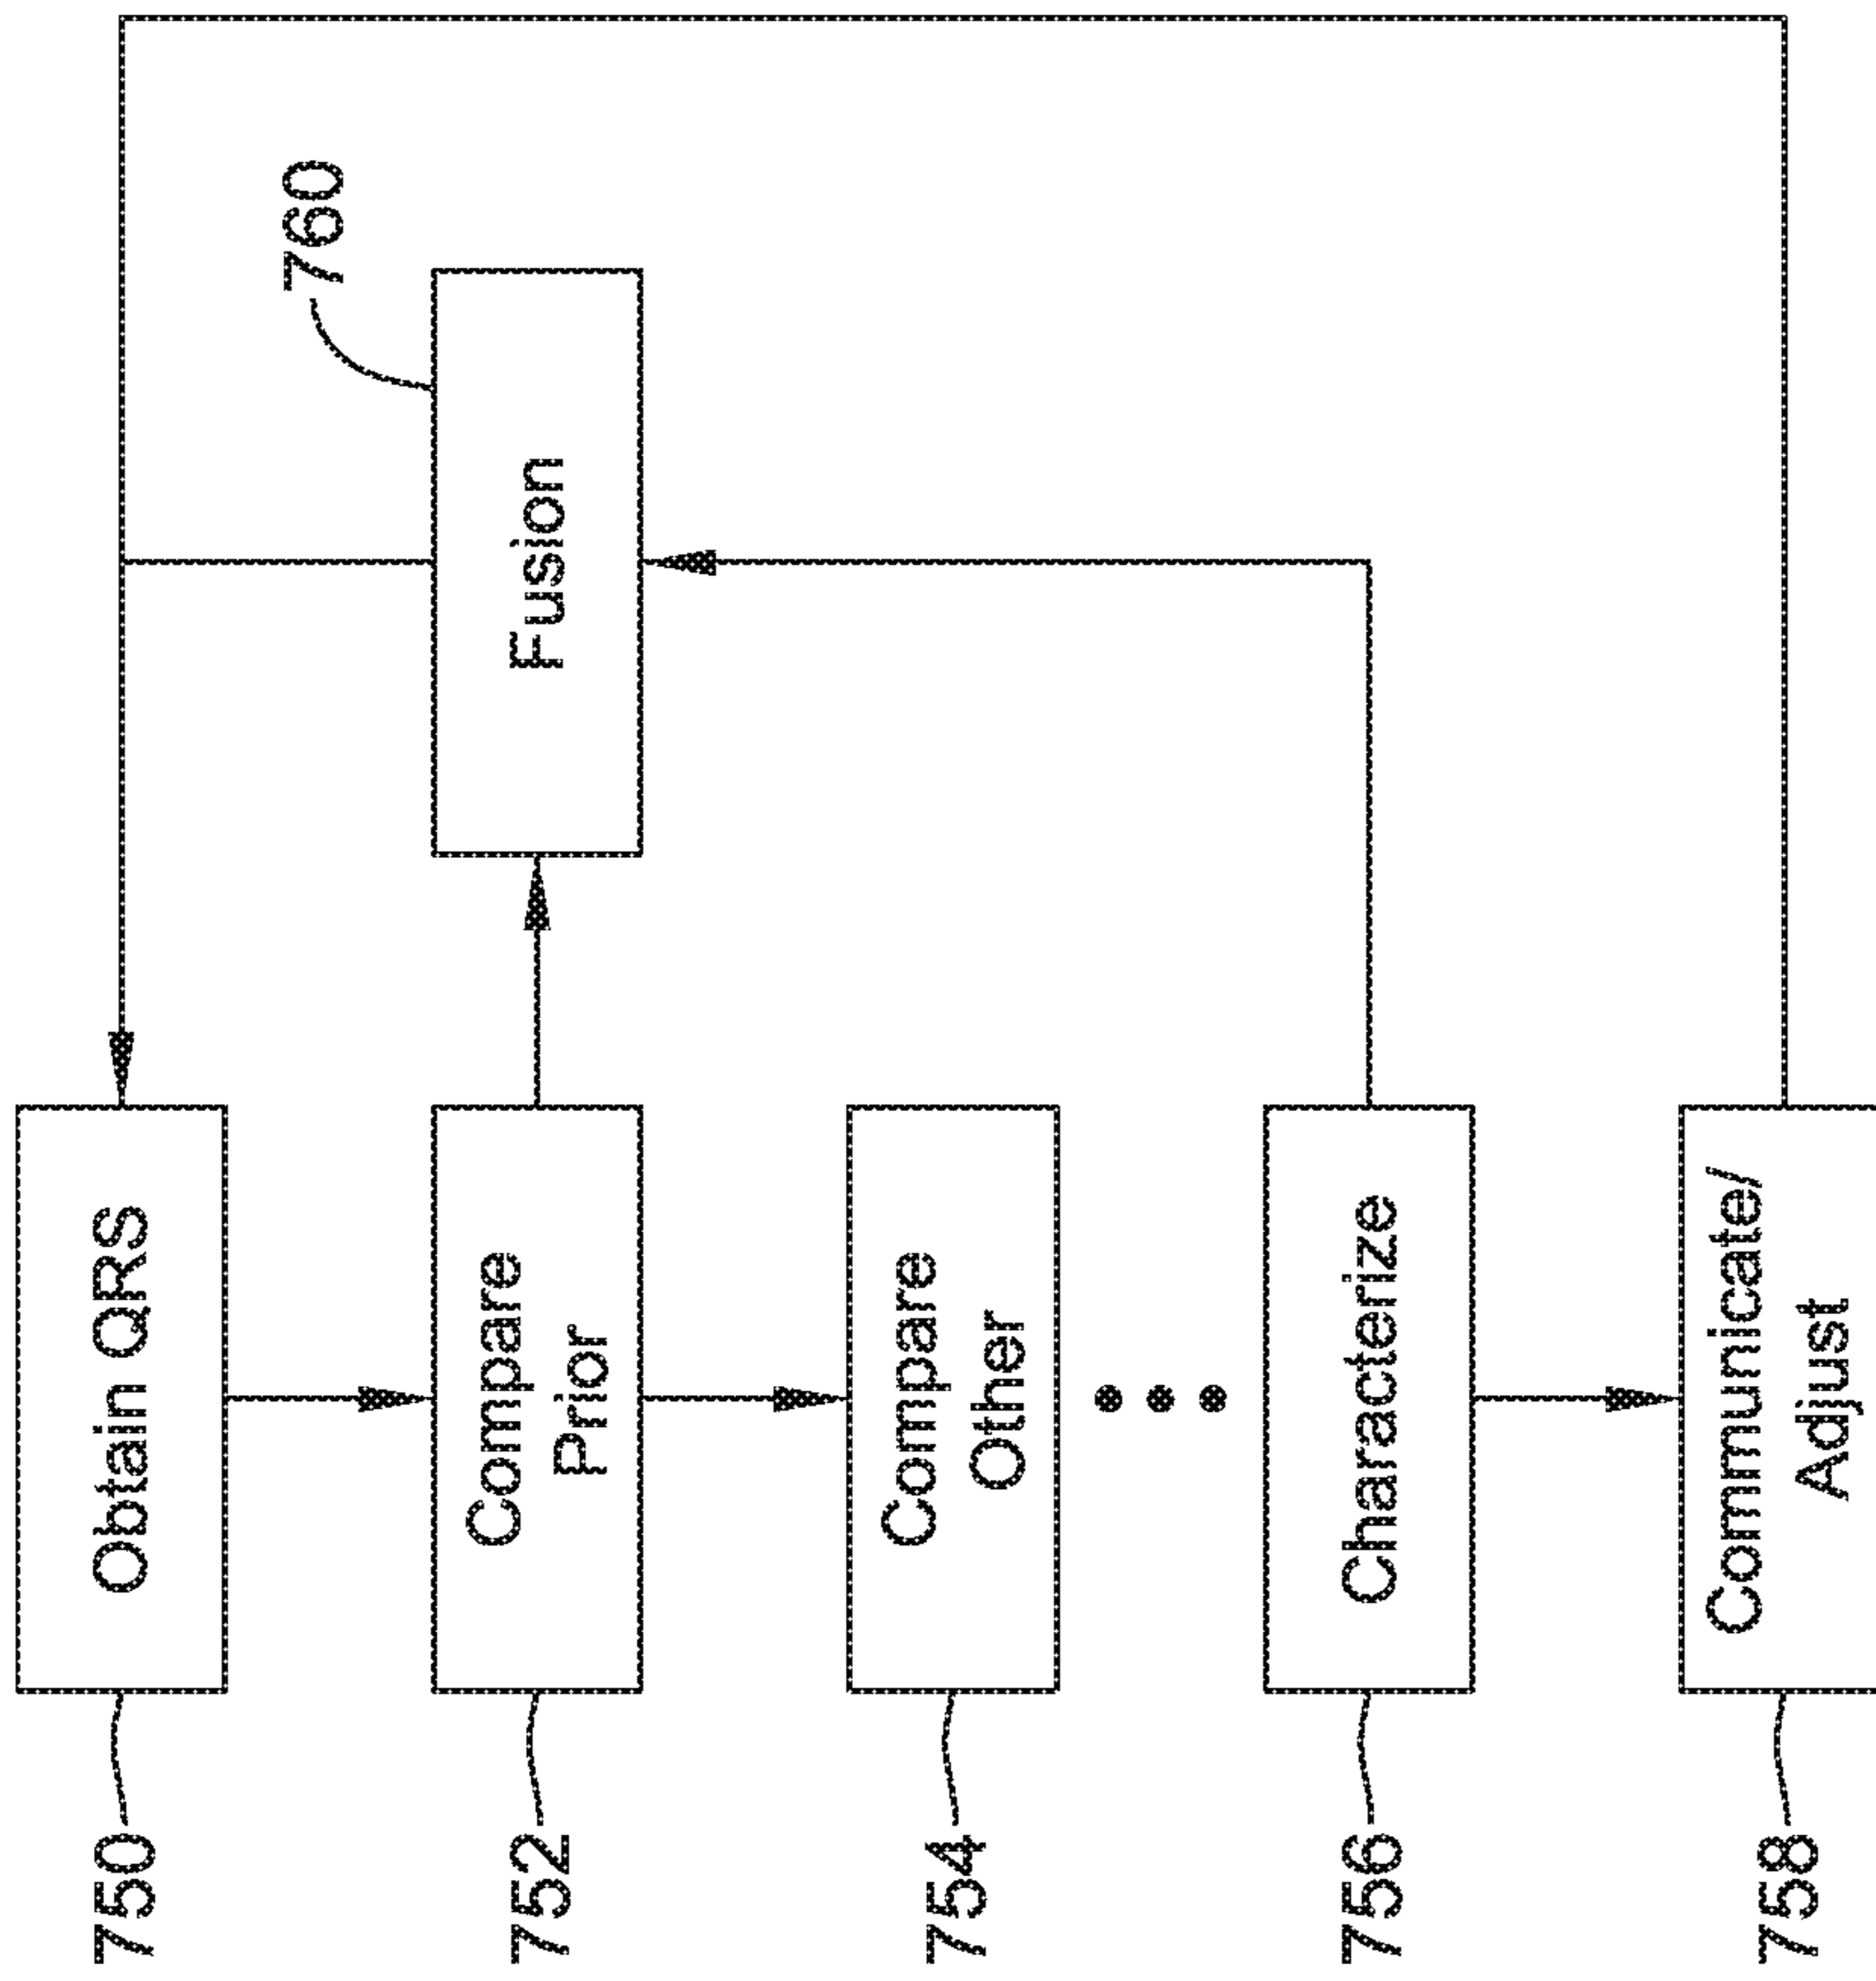 750
Obtain QRS
752
Compare
Prior
760
Fusion
754
Compare
Other
756
Characterize
758
Communicate/
Adjust